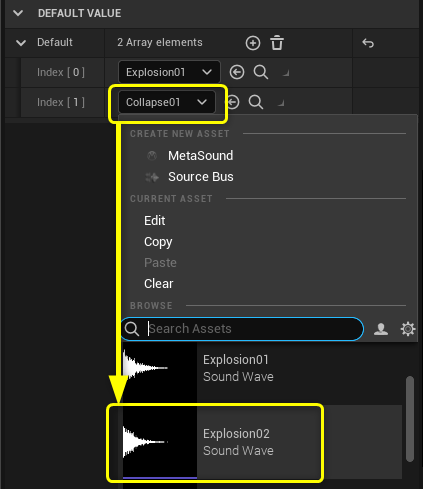 DEFAULT VALUE
Default 2 Array elements
Index [ 0 ] Explosion01
Index [ 1 ] Collapse01
CREATE NEW ASSET
MetaSound
Source Bus
CURRENT ASSET
Edit
Copy
Paste
Clear
BROWSE
Search Assets
Explosion01
Sound Wave
Explosion02
Sound Wave